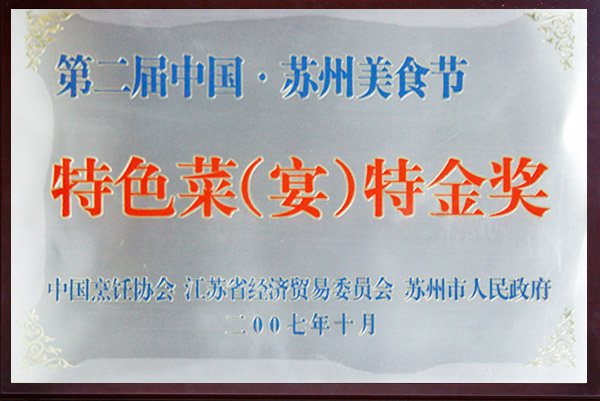 第二届中国·苏州美食节
特色菜(宴)特金奖
中国烹饪协会 江苏省经济贸易委员会 苏州市人民政府
二00七年十月